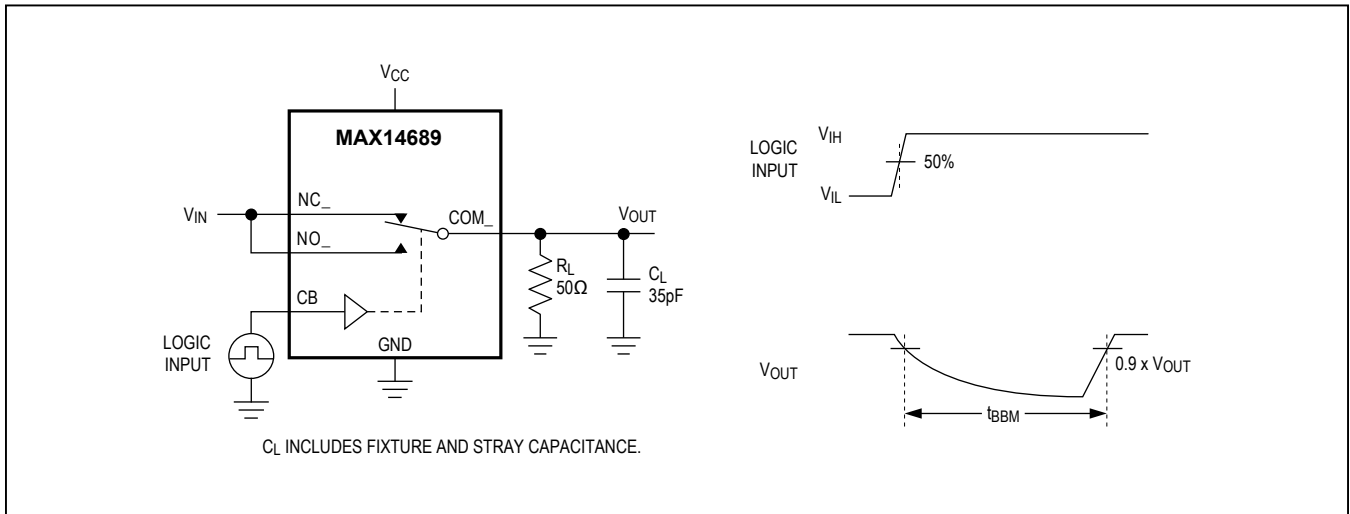 VCC
MAX14689
NC_
VIN
COM_
VOUT
NO_
RL
50Ω
CL
35pF
CB
LOGIC
INPUT
GND
CL INCLUDES FIXTURE AND STRAY CAPACITANCE.
VIH
LOGIC
INPUT
50%
VIL
VOUT
0.9 x VOUT
tBBM